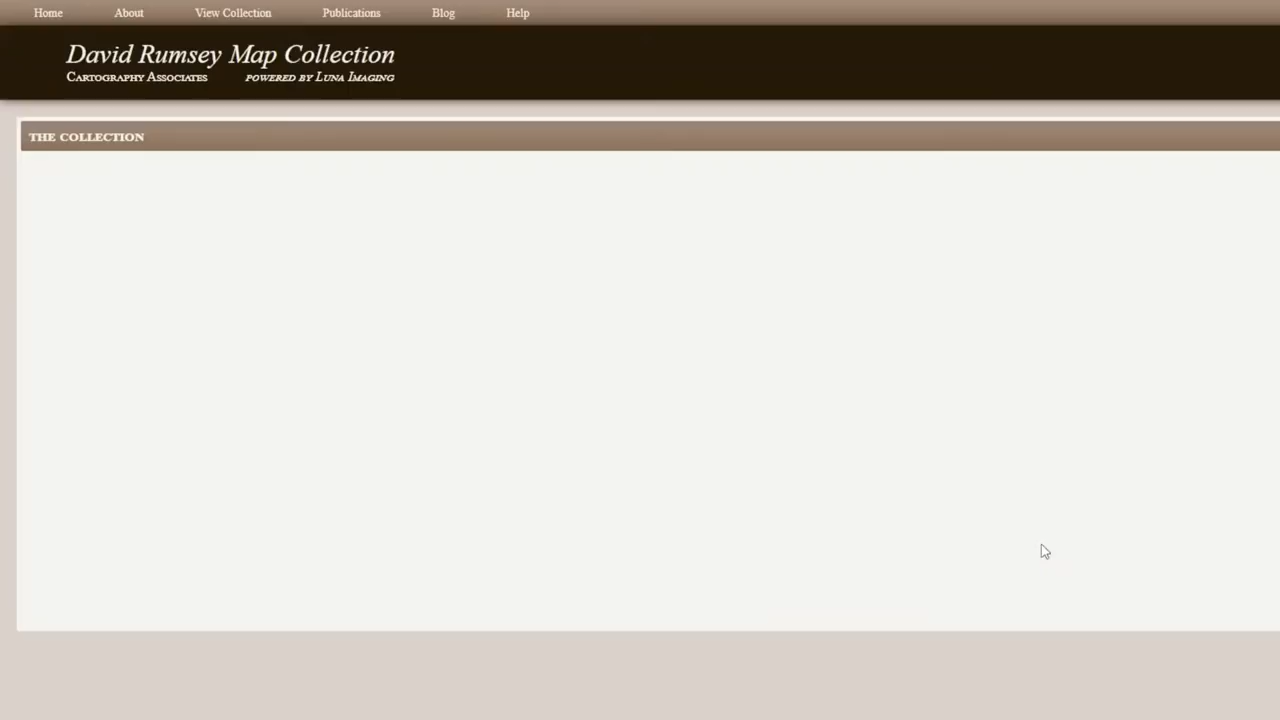 Home About View Collection Publications Blog Help
David Rumsey Map Collection
Cartography Associates powered by Luna Imaging
THE COLLECTION